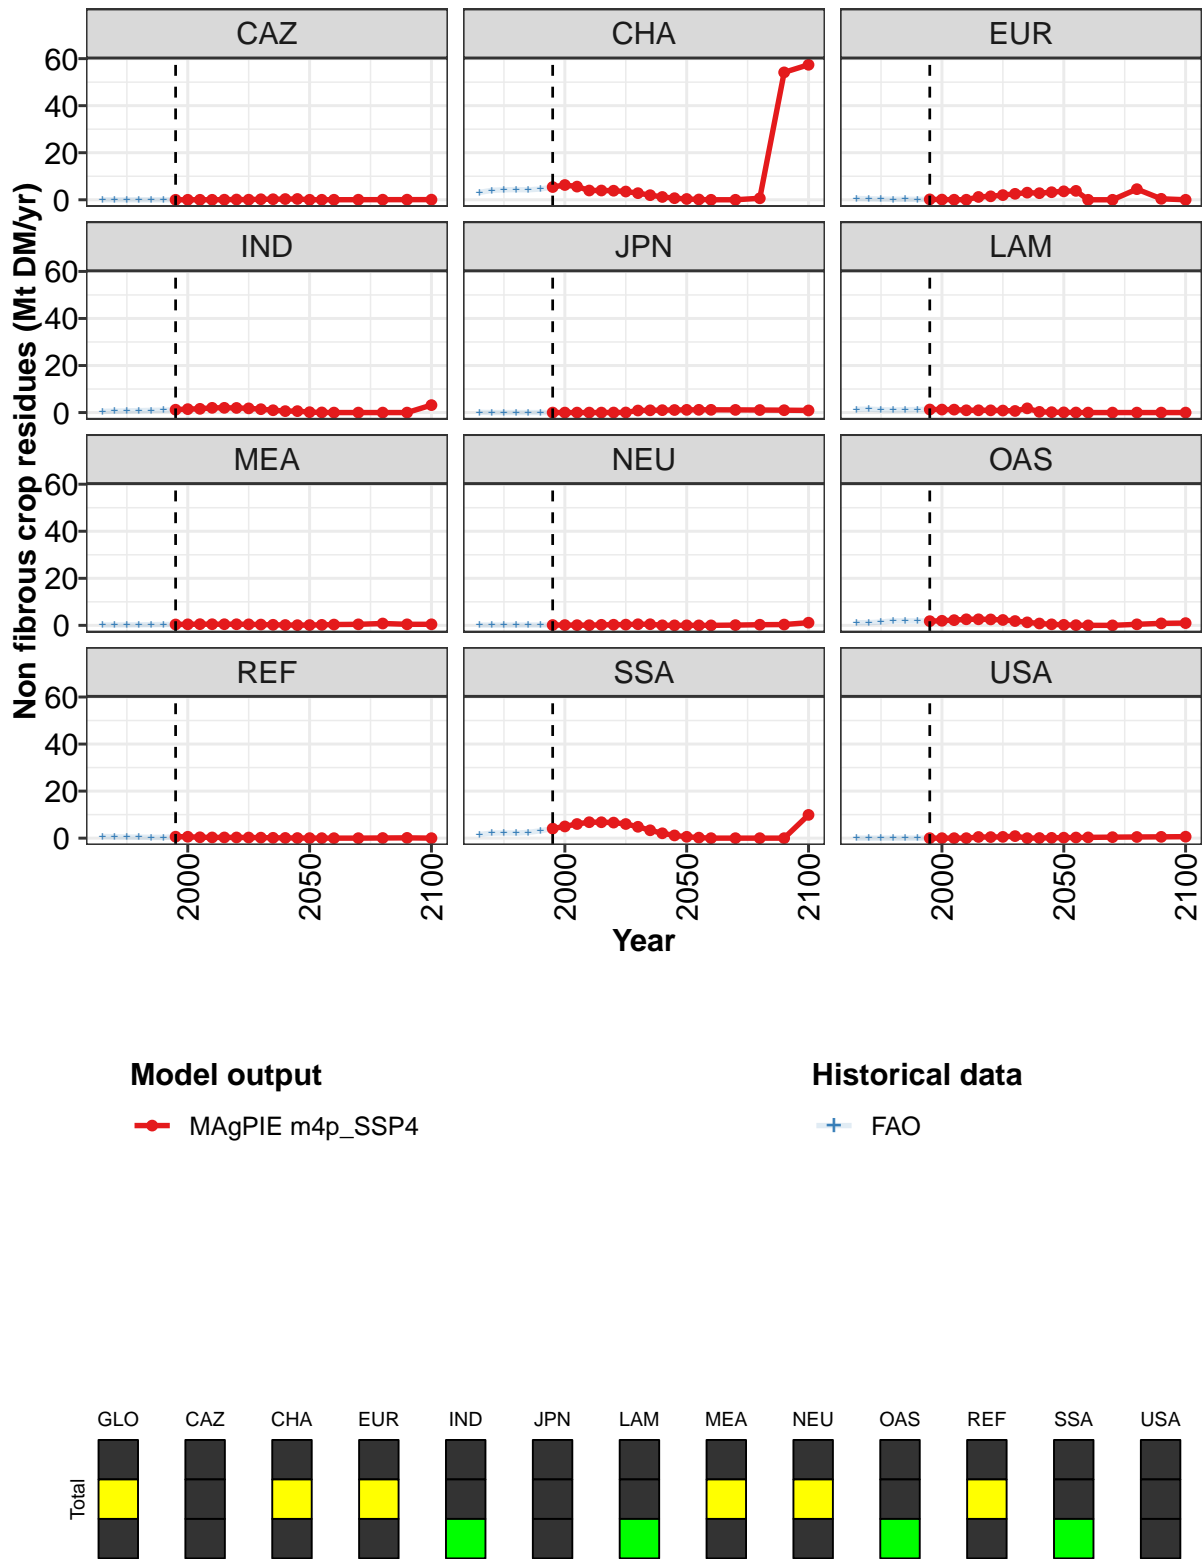 CAZ CHA EUR
60
40
20
0
IND JPN LAM
60
40
20
0
MEA NEU OAS
60
40
20
0
REF SSA USA
60
40
20
0
2000 2050 2100 2000 2050 2100 2000 2050 2100
Year
Non fibrous crop residues (Mt DM/yr)
Model output
MAgPIE m4p_SSP4
Historical data
FAO
GLO CAZ CHA EUR IND JPN LAM MEA NEU OAS REF SSA USA
Total